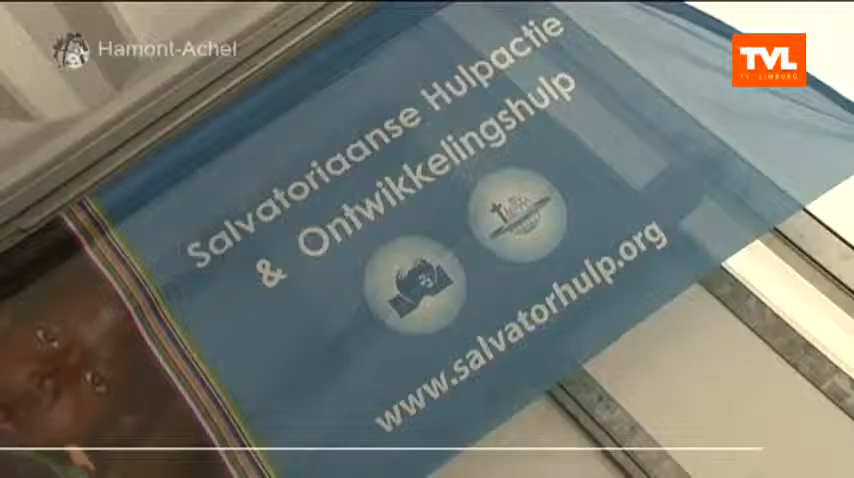 Hamont-Achel
TVL
TV LIMBURG
Salvatoriaanse Hulpactie
& Ontwikkelingshulp
www.salvatorhulp.org